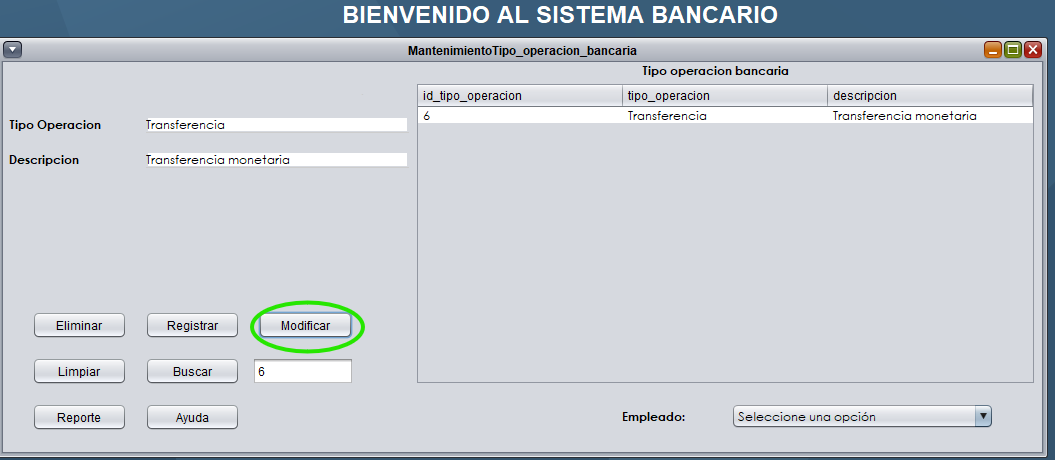 BIENVENIDO AL SISTEMA BANCARIO
MantenimientoTipo_operacion_bancaria
Tipo operacion bancaria
id_tipo_operacion tipo_operacion descripcion
6 Transferencia Transferencia monetaria
Tipo Operacion Transferencia
Descripcion Transferencia monetaria
Eliminar Registrar Modificar
Limpiar Buscar 6
Reporte Ayuda
Empleado: Seleccione una opción